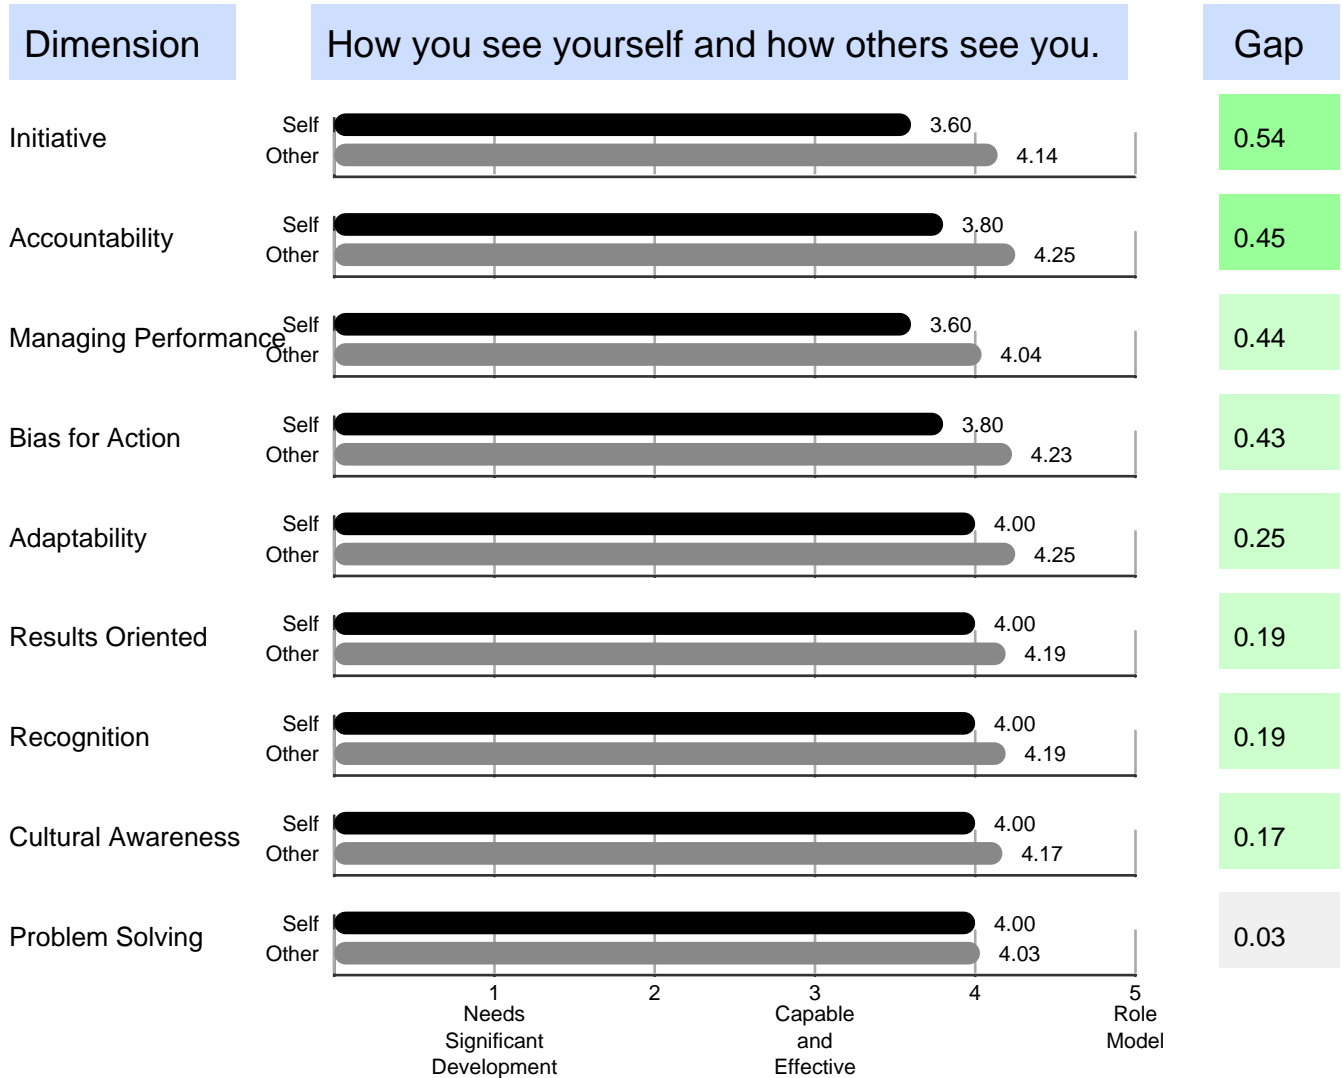 Dimension How you see yourself and how others see you. Gap
Initiative Self 3.60 0.54
Other 4.14
Accountability Self 3.80 0.45
Other 4.25
Managing Performance Self 3.60 0.44
Other 4.04
Bias for Action Self 3.80 0.43
Other 4.23
Adaptability Self 4.00 0.25
Other 4.25
Results Oriented Self 4.00 0.19
Other 4.19
Recognition Self 4.00 0.19
Other 4.19
Cultural Awareness Self 4.00 0.17
Other 4.17
Problem Solving Self 4.00 0.03
Other 4.03
1 2 3 4 5
Needs Capable Role
Significant and Model
Development Effective